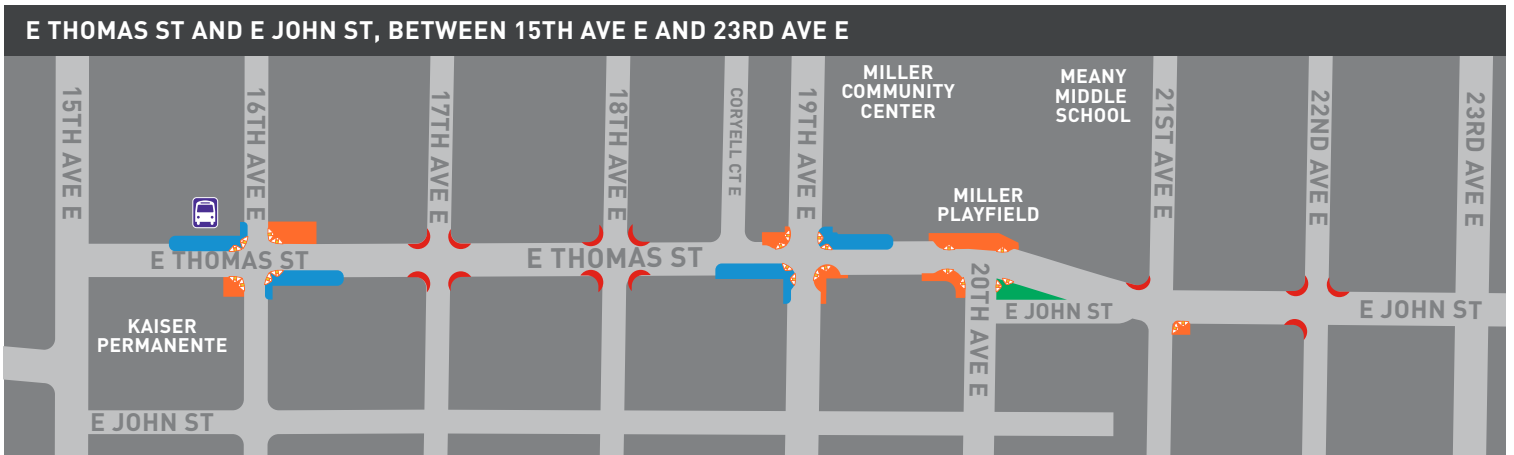 E THOMAS ST AND E JOHN ST, BETWEEN 15TH AVE E AND 23RD AVE E
15TH AVE E
16TH AVE E
17TH AVE E
18TH AVE E
CORYELL CT E
19TH AVE E
MILLER
COMMUNITY
CENTER
MEANY
MIDDLE
SCHOOL
21ST AVE E
22ND AVE E
23RD AVE E
MILLER
PLAYFIELD
E THOMAS ST
E THOMAS ST
20TH AVE E
E JOHN ST
E JOHN ST
KAISER
PERMANENTE
E JOHN ST